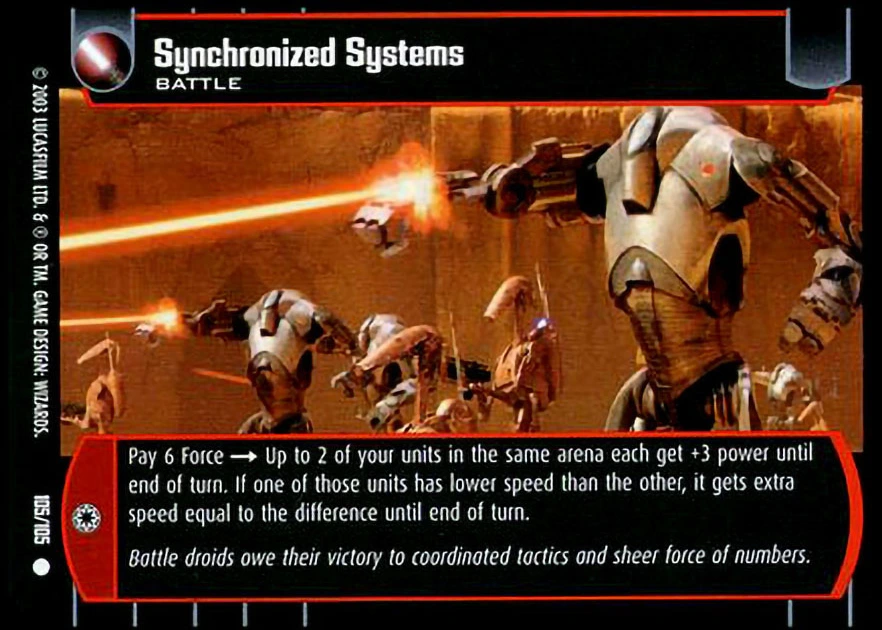 Synchronized Systems
BATTLE
Pay 6 Force → Up to 2 of your units in the same arena each get +3 power until
end of turn. If one of those units has lower speed than the other, it gets extra
speed equal to the difference until end of turn.
Battle droids owe their victory to coordinated tactics and sheer force of numbers.
© 2003 LUCASFILM LTD. & ® OR TM. GAME DESIGN: WIZARDS.
105/105